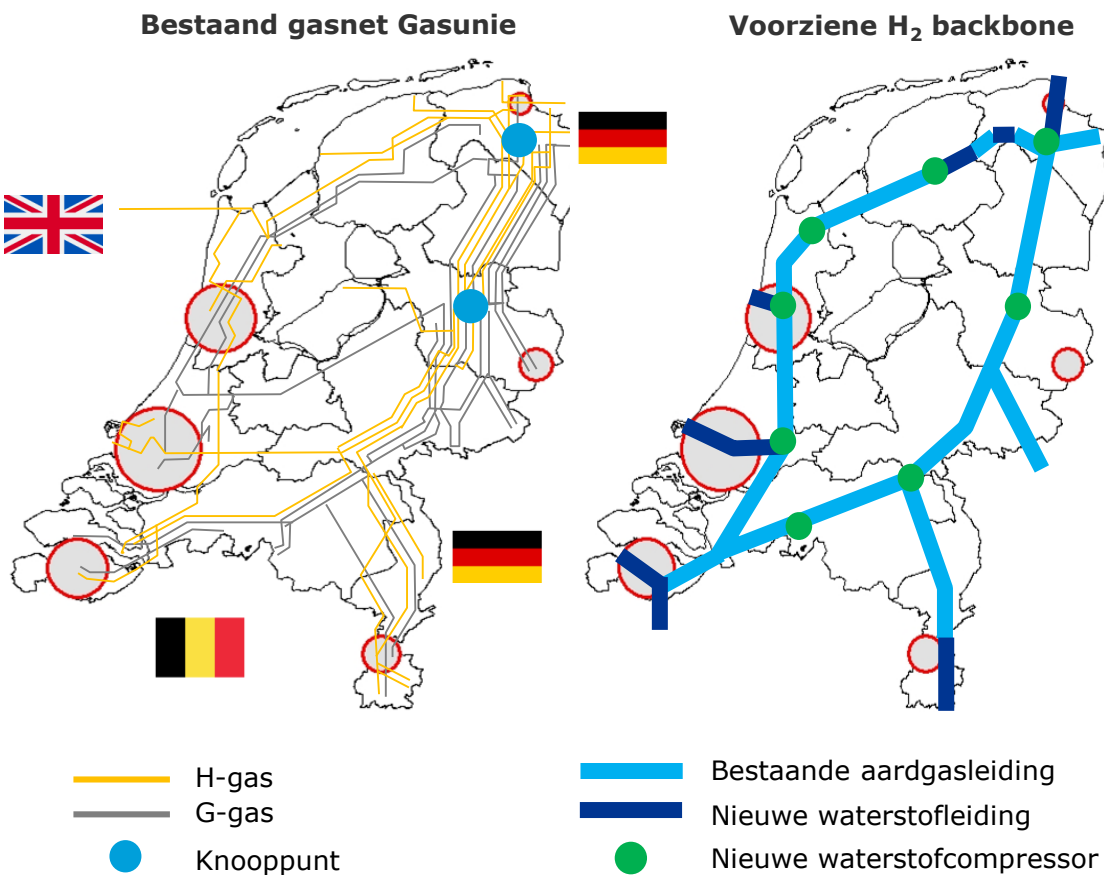 Bestaand gasnet Gasunie
Voorziene H₂ backbone
H-gas
G-gas
Knooppunt
Bestaande aardgasleiding
Nieuwe waterstofleiding
Nieuwe waterstofcompressor